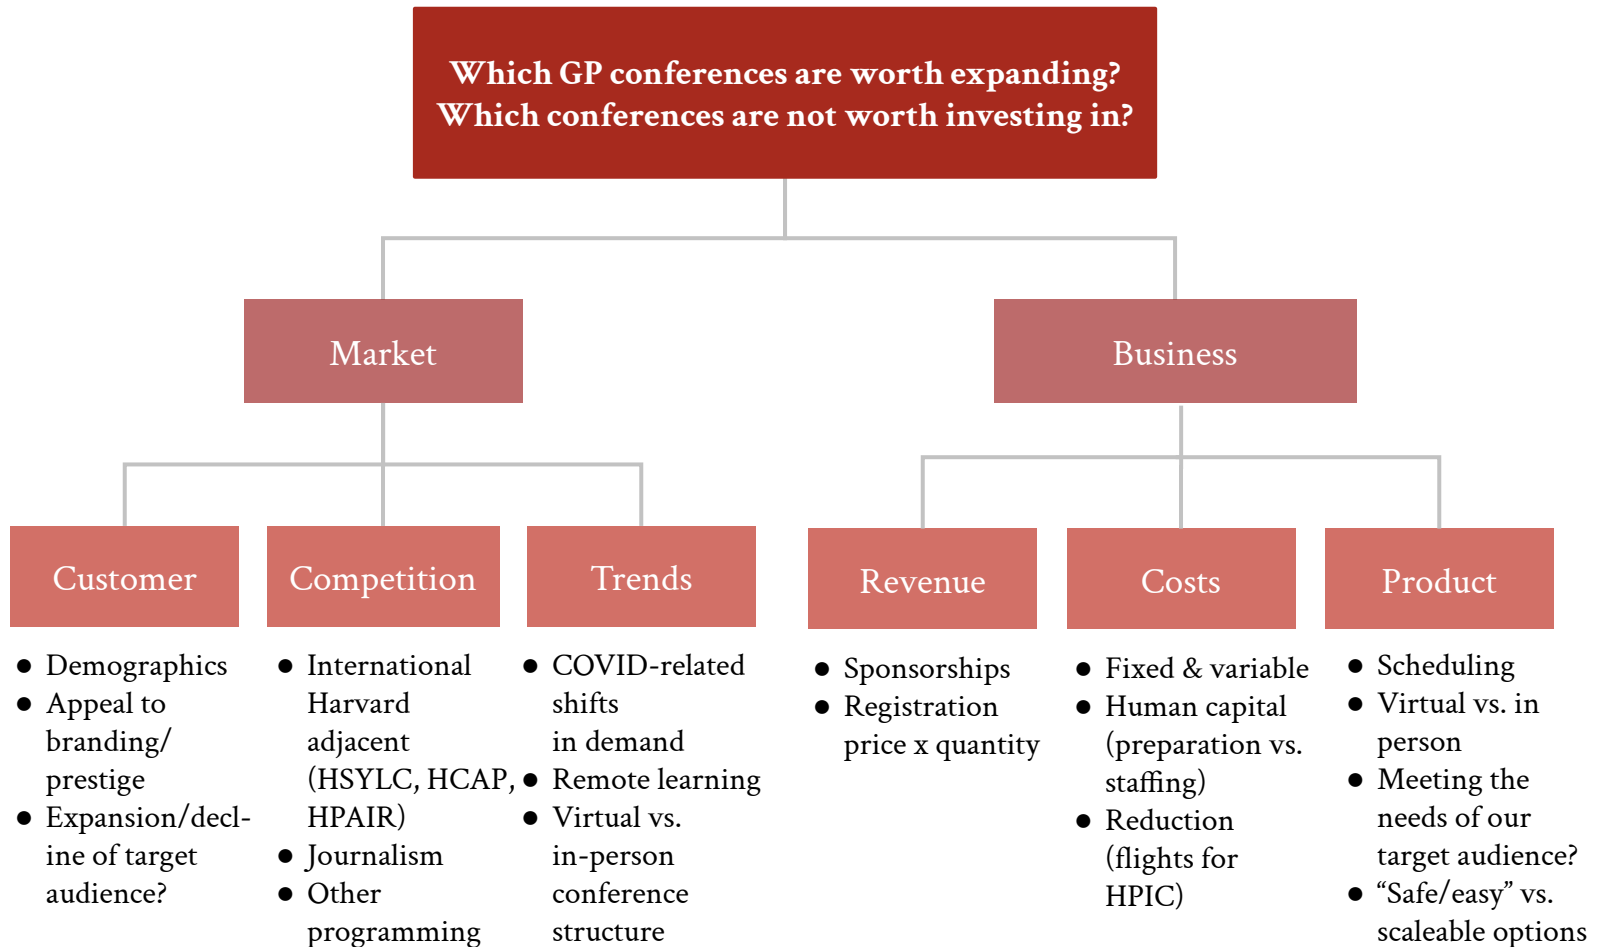 Which GP conferences are worth expanding?
Which conferences are not worth investing in?
Market
Business
Customer
Competition
Trends
Revenue
Costs
Product
● Demographics
● Appeal to
branding/
prestige
● Expansion/decl-
ine of target
audience?
● International
Harvard
adjacent
(HSYLC, HCAP,
HPAIR)
● Journalism
● Other
programming
● COVID-related
shifts
in demand
● Remote learning
● Virtual vs.
in-person
conference
structure
● Sponsorships
● Registration
price x quantity
● Fixed & variable
● Human capital
(preparation vs.
staffing)
● Reduction
(flights for
HPIC)
● Scheduling
● Virtual vs. in
person
● Meeting the
needs of our
target audience?
● “Safe/easy” vs.
scaleable options